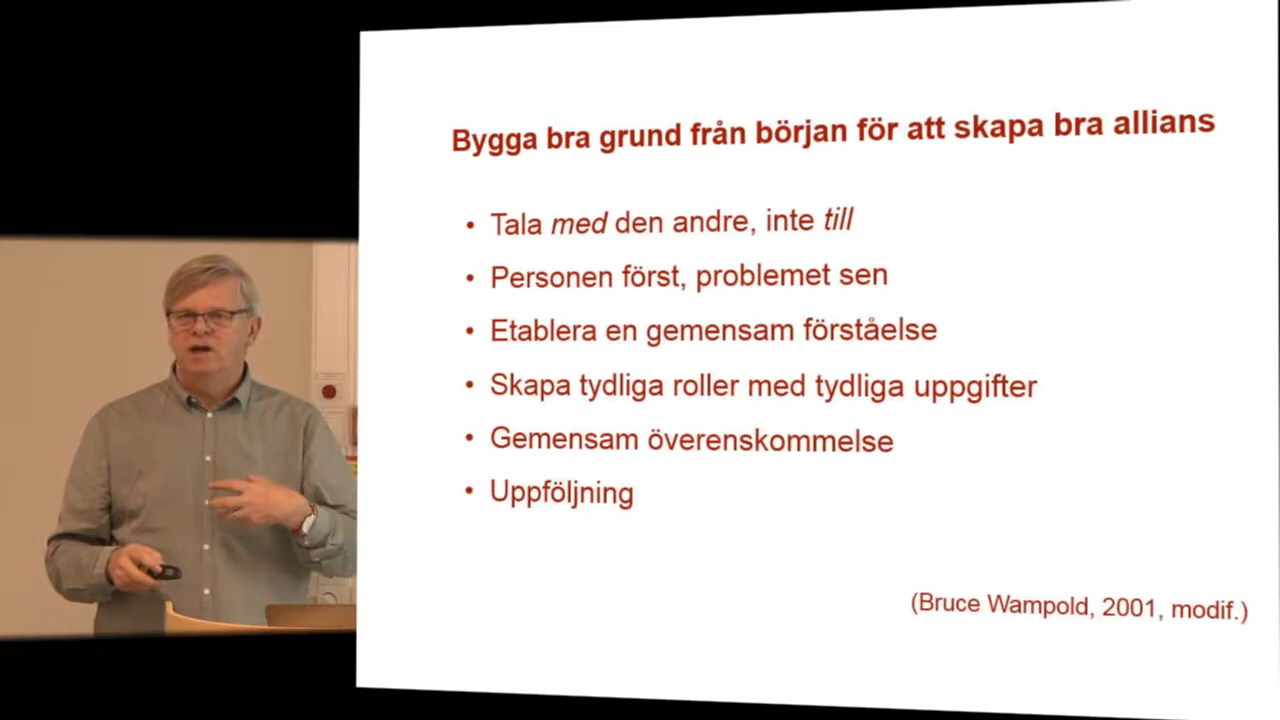 Bygga bra grund från början för att skapa bra allians
• Tala med den andre, inte till
• Personen först, problemet sen
• Etablera en gemensam förståelse
• Skapa tydliga roller med tydliga uppgifter
• Gemensam överenskommelse
• Uppföljning
(Bruce Wampold, 2001, modif.)